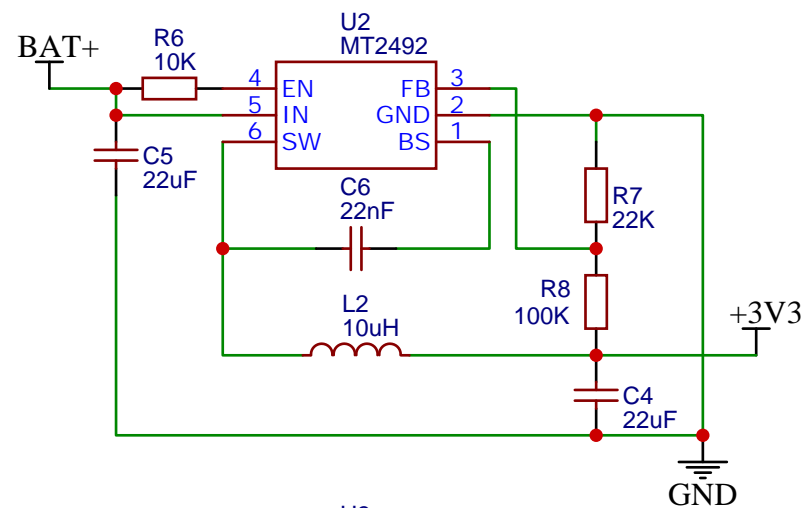 U2
MT2492
BAT+
R6
10K
4 EN
5 IN
6 SW
FB 3
GND 2
BS 1
C5
22uF
C6
22nF
R7
22K
R8
100K
L2
10uH
+3V3
C4
22uF
GND